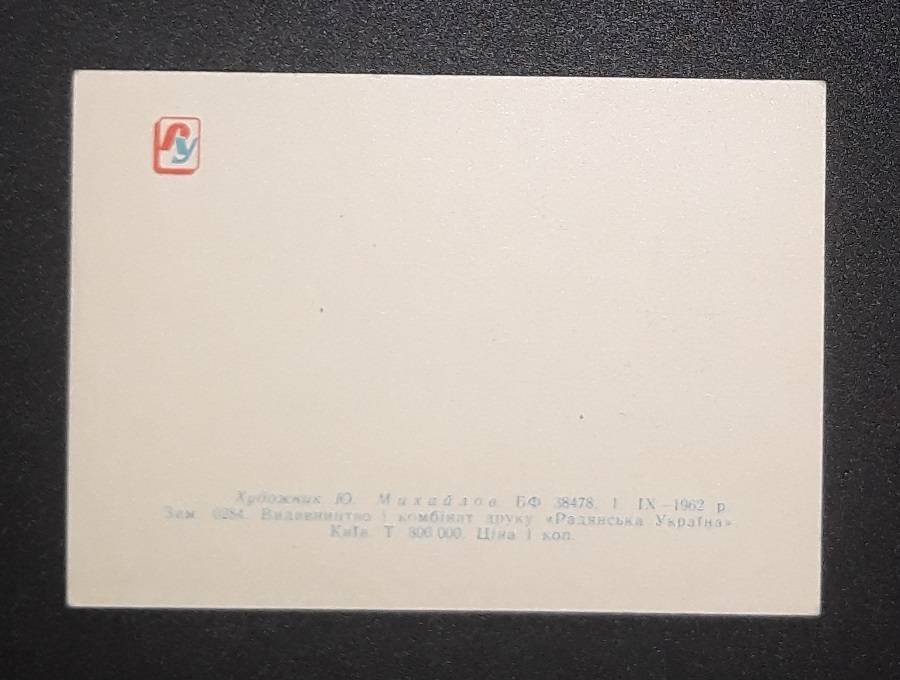 РУ
Художник Ю. Михайлов. БФ 38478. 1 IX—1962 р.
Зам. 0284. Видавництво і комбінат друку «Радянська Україна»
Київ. Т. 800 000. Ціна 1 коп.